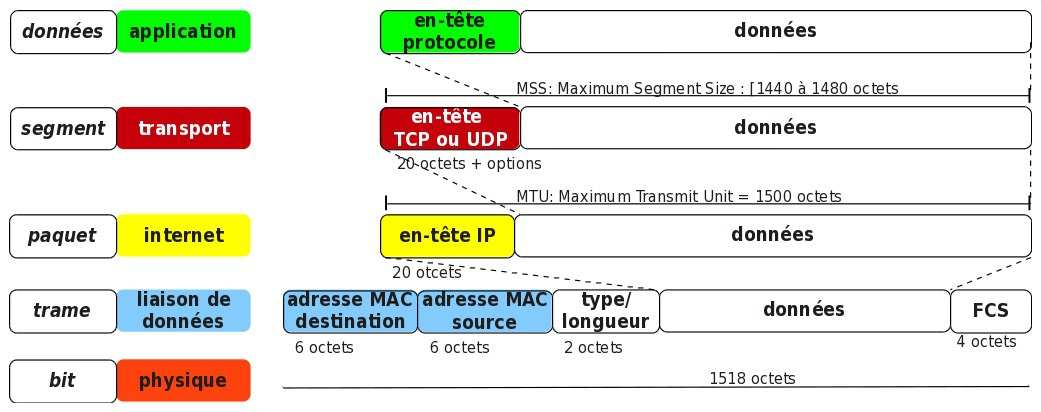 données application en-tête protocole données
MSS: Maximum Segment Size : [1440 à 1480 octets
segment transport en-tête TCP ou UDP données
20 octets + options
MTU: Maximum Transmit Unit = 1500 octets
paquet internet en-tête IP données
20 otcets
trame liaison de données adresse MAC destination adresse MAC source type/ longueur données FCS
6 octets 6 octets 2 octets 4 octets
bit physique 1518 octets